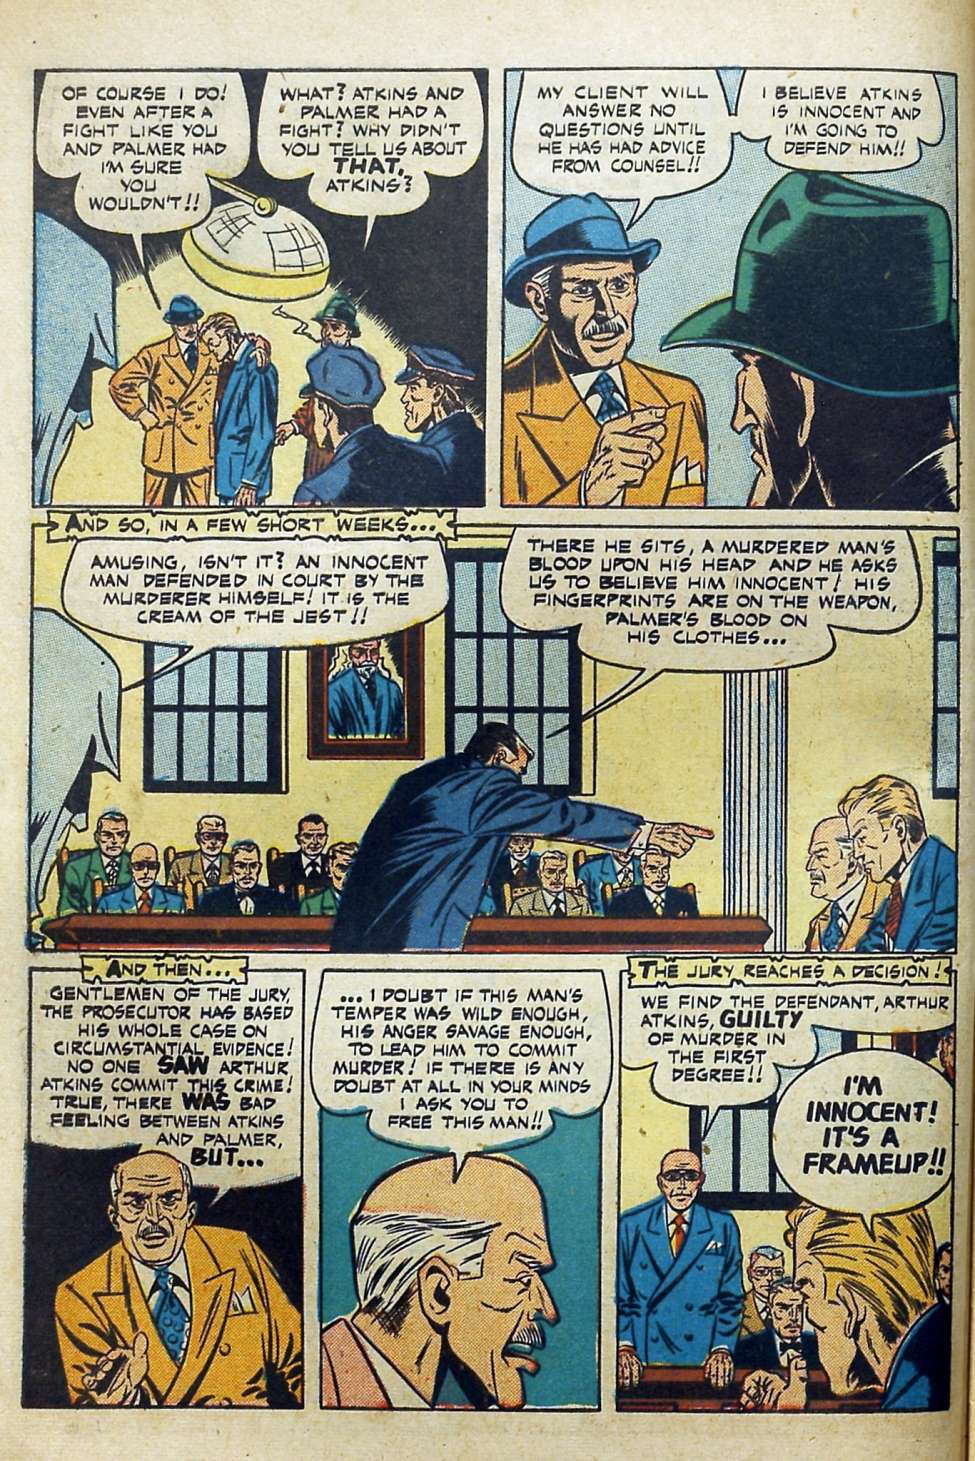 OF COURSE I DO!
EVEN AFTER A
FIGHT LIKE YOU
AND PALMER HAD
I'M SURE
YOU
WOULDN'T!!
WHAT? ATKINS AND
PALMER HAD A
FIGHT? WHY DIDN'T
YOU TELL US ABOUT
THAT,
ATKINS?
MY CLIENT WILL
ANSWER NO
QUESTIONS UNTIL
HE HAS HAD ADVICE
FROM COUNSEL!!
I BELIEVE ATKINS
IS INNOCENT AND
I'M GOING TO
DEFEND HIM!!
AND SO, IN A FEW SHORT WEEKS...
AMUSING, ISN'T IT? AN INNOCENT
MAN DEFENDED IN COURT BY THE
MURDERER HIMSELF! IT IS THE
CREAM OF THE JEST!!
THERE HE SITS, A MURDERED MAN'S
BLOOD UPON HIS HEAD AND HE ASKS
US TO BELIEVE HIM INNOCENT! HIS
FINGERPRINTS ARE ON THE WEAPON,
PALMER'S BLOOD ON
HIS CLOTHES...
AND THEN...
GENTLEMEN OF THE JURY,
THE PROSECUTOR HAS BASED
HIS WHOLE CASE ON
CIRCUMSTANTIAL EVIDENCE!
NO ONE SAW ARTHUR
ATKINS COMMIT THIS CRIME!
TRUE, THERE WAS BAD
FEELING BETWEEN ATKINS
AND PALMER,
BUT...
...I DOUBT IF THIS MAN'S
TEMPER WAS WILD ENOUGH,
HIS ANGER SAVAGE ENOUGH,
TO LEAD HIM TO COMMIT
MURDER! IF THERE IS ANY
DOUBT AT ALL IN YOUR MINDS
I ASK YOU TO
FREE THIS MAN!!
THE JURY REACHES A DECISION!
WE FIND THE DEFENDANT, ARTHUR
ATKINS, GUILTY
OF MURDER IN
THE FIRST
DEGREE!!
I'M
INNOCENT!
IT'S A
FRAMEUP!!